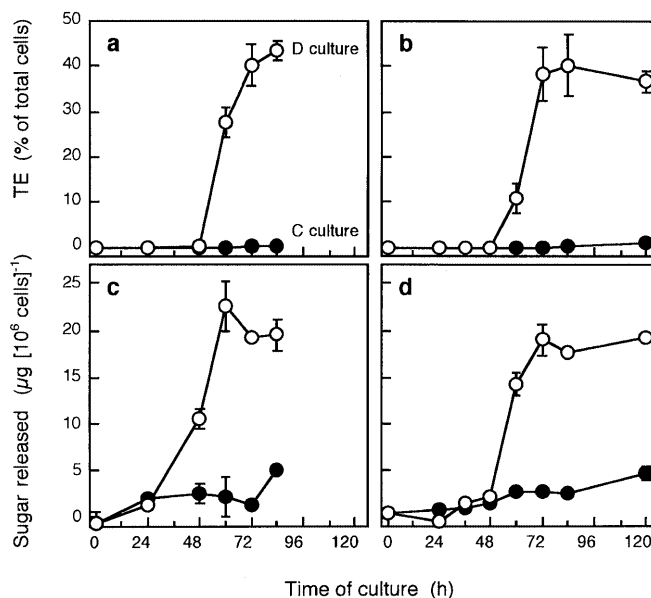 50
40
30
20
10
0
TE (% of total cells)
a
D culture
C culture
b
25
20
15
10
5
0
Sugar released (µg [10⁶ cells]⁻¹)
c
d
0 24 48 72 96 120
0 24 48 72 96 120
Time of culture (h)